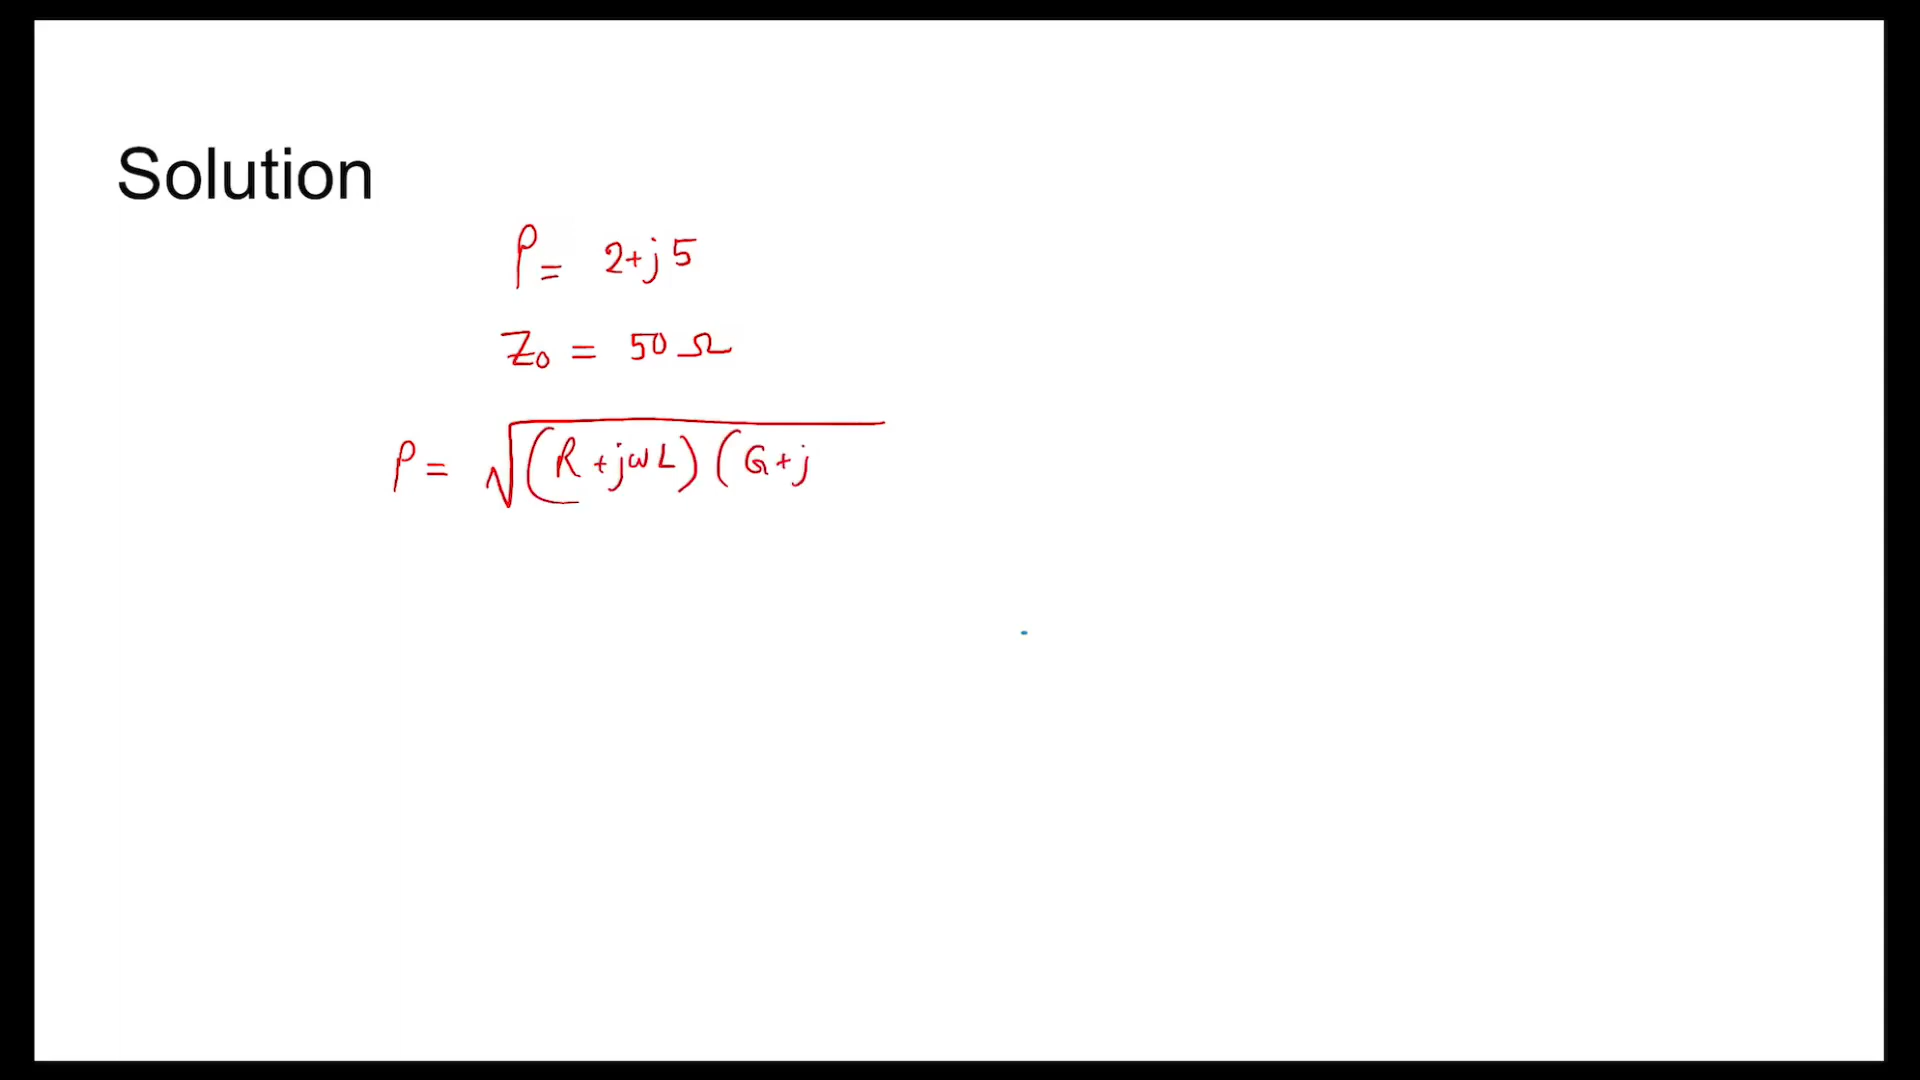 Solution
P = 2+j5
Z₀ = 50 Ω
P = √(R+jωL)(G+j